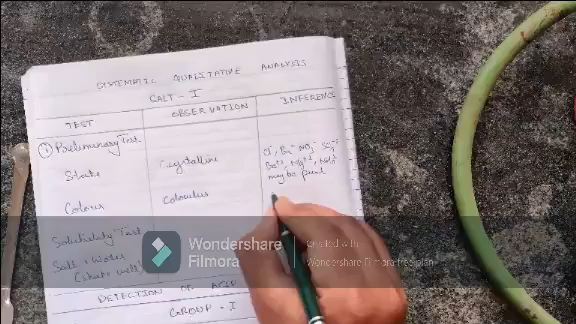 SYSTEMATIC QUALITATIVE ANALYSIS
SALT - I
TEST OBSERVATION INFERENCE
① Preliminary Test
State Crystalline Cl⁻, Br⁻, NO₃⁻, SO₄²⁻
Ba²⁺, Mg²⁺, NH₄⁺
may be present
Colour Colourless
Solubility Test
Salt + Water
(shake well)
DETECTION OF ACID
GROUP - I
Wondershare
Filmora
Created with
Wondershare Filmora free plan